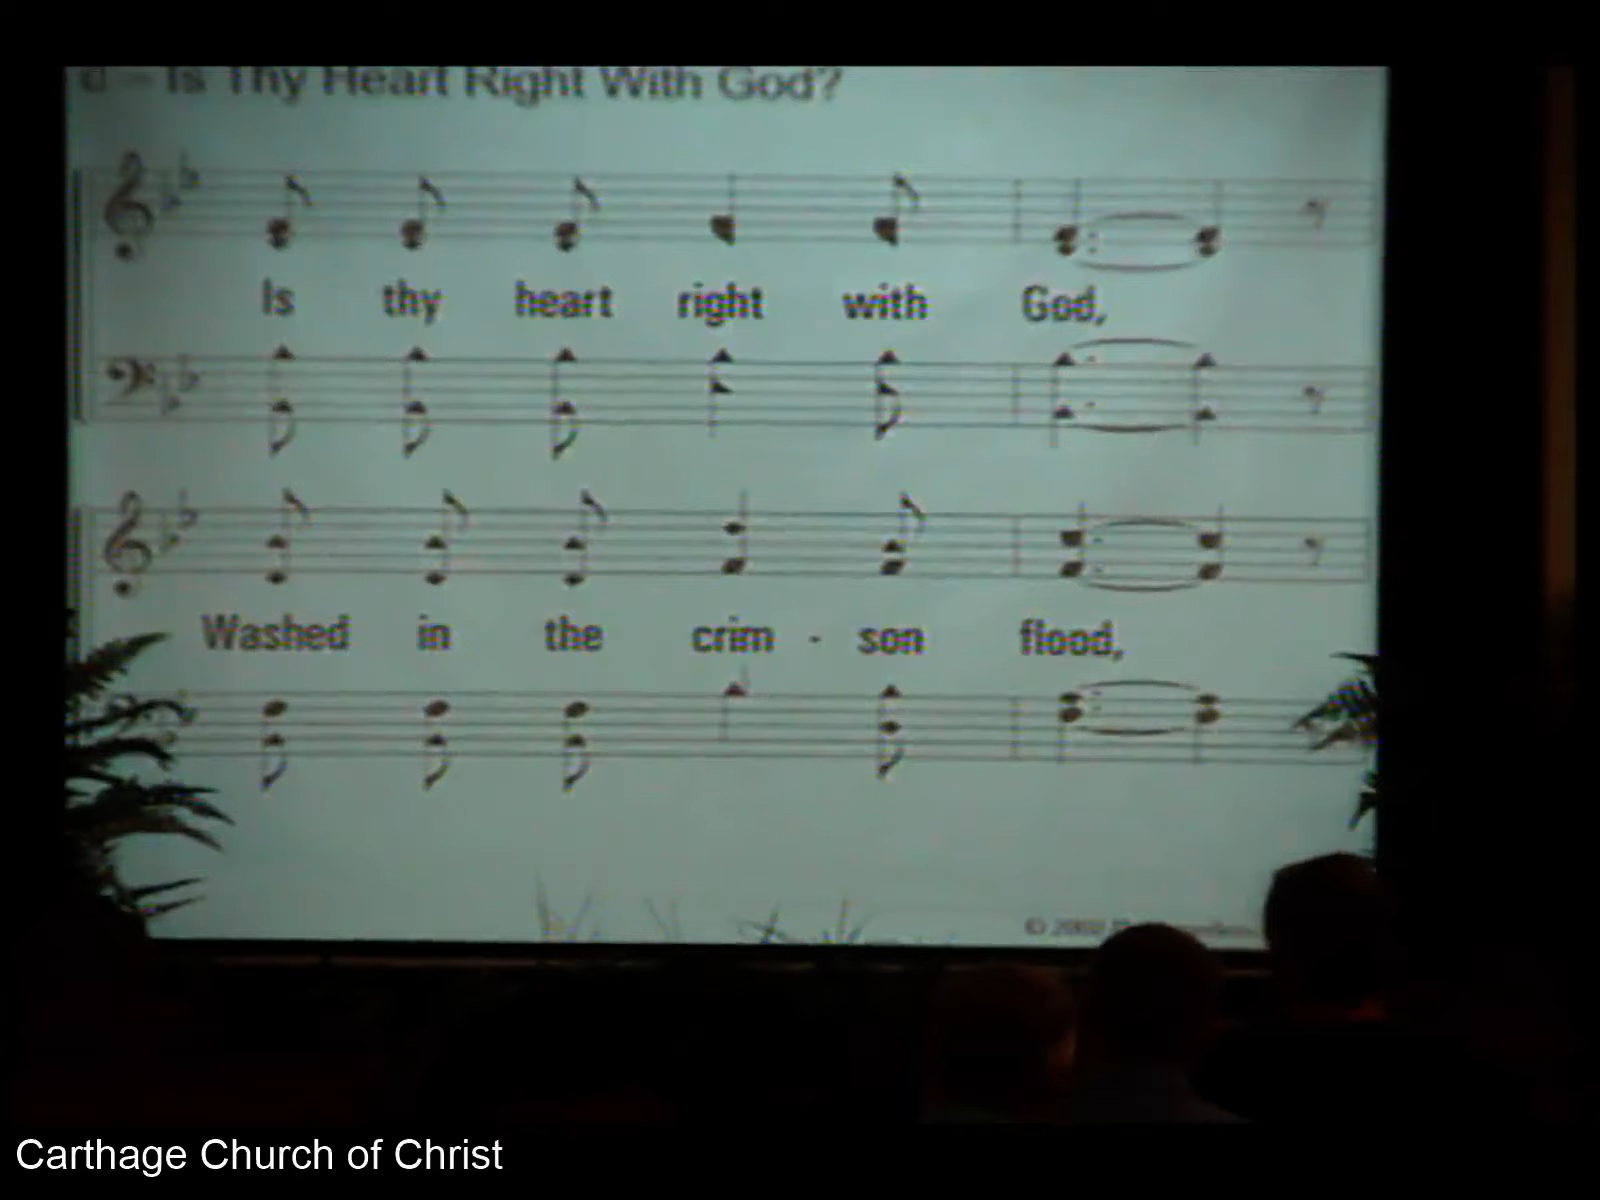 c – Is Thy Heart Right With God?
Is thy heart right with God,
Washed in the crim - son flood,
© 200
Carthage Church of Christ